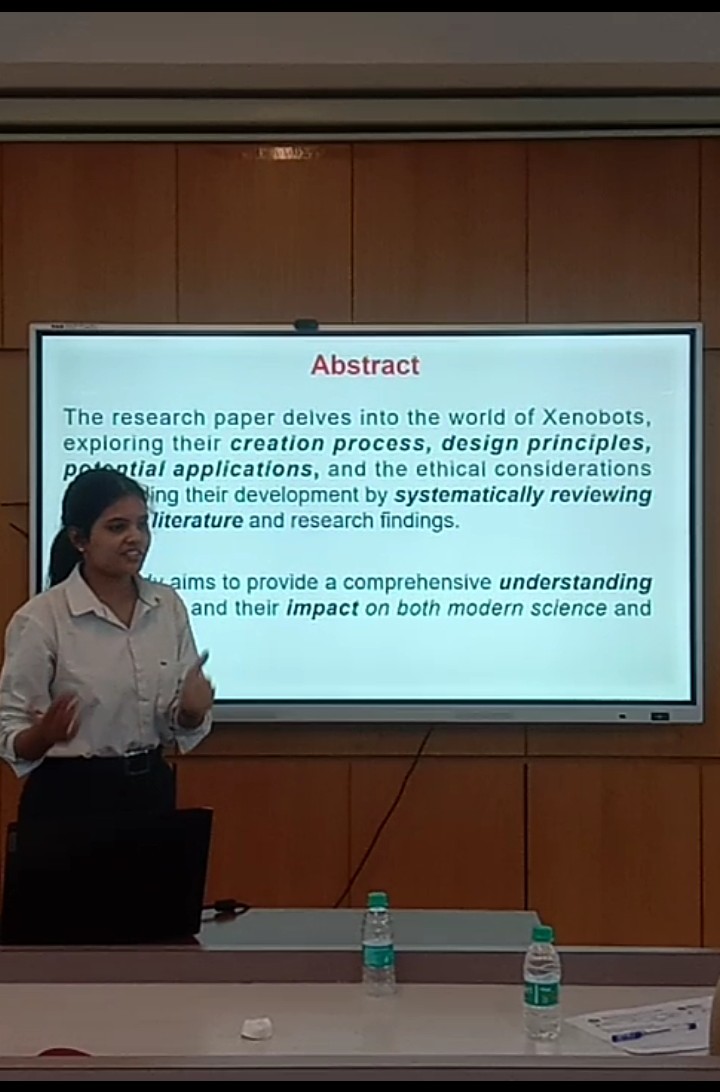 Abstract
The research paper delves into the world of Xenobots,
exploring their creation process, design principles,
potential applications, and the ethical considerations
ing their development by systematically reviewing
literature and research findings.
aims to provide a comprehensive understanding
and their impact on both modern science and